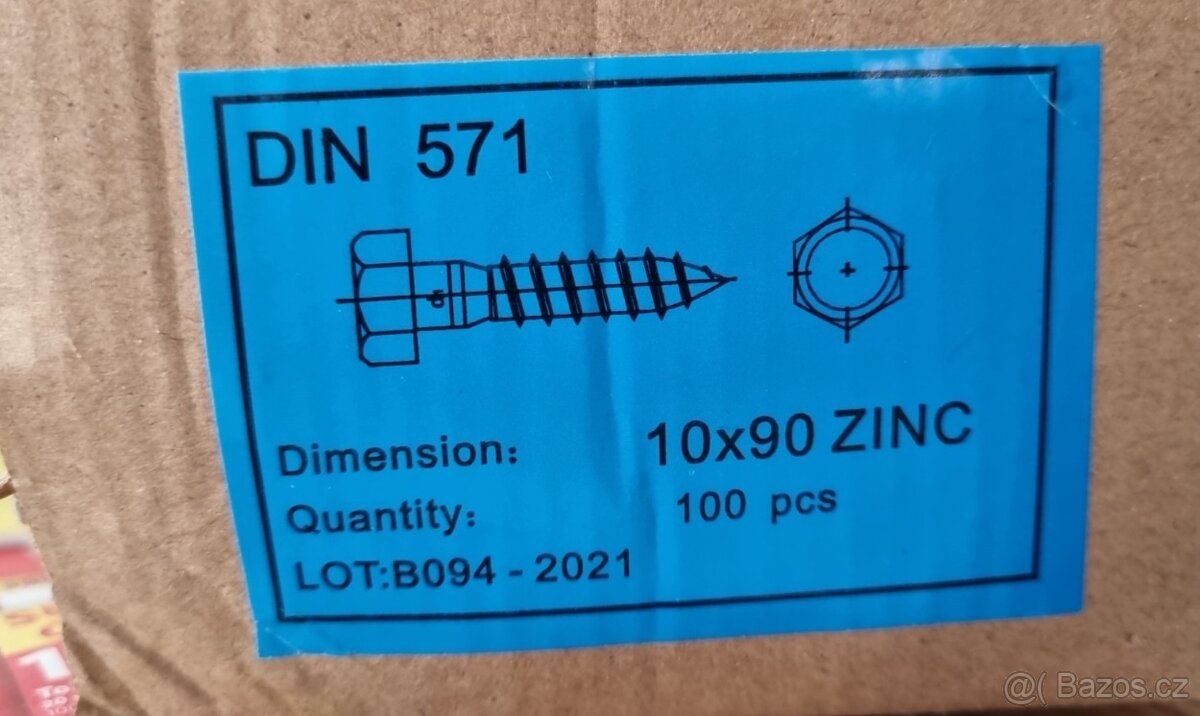 DIN 571
Dimension: 10x90 ZINC
Quantity: 100 pcs
LOT:B094 - 2021
@( Bazos.cz